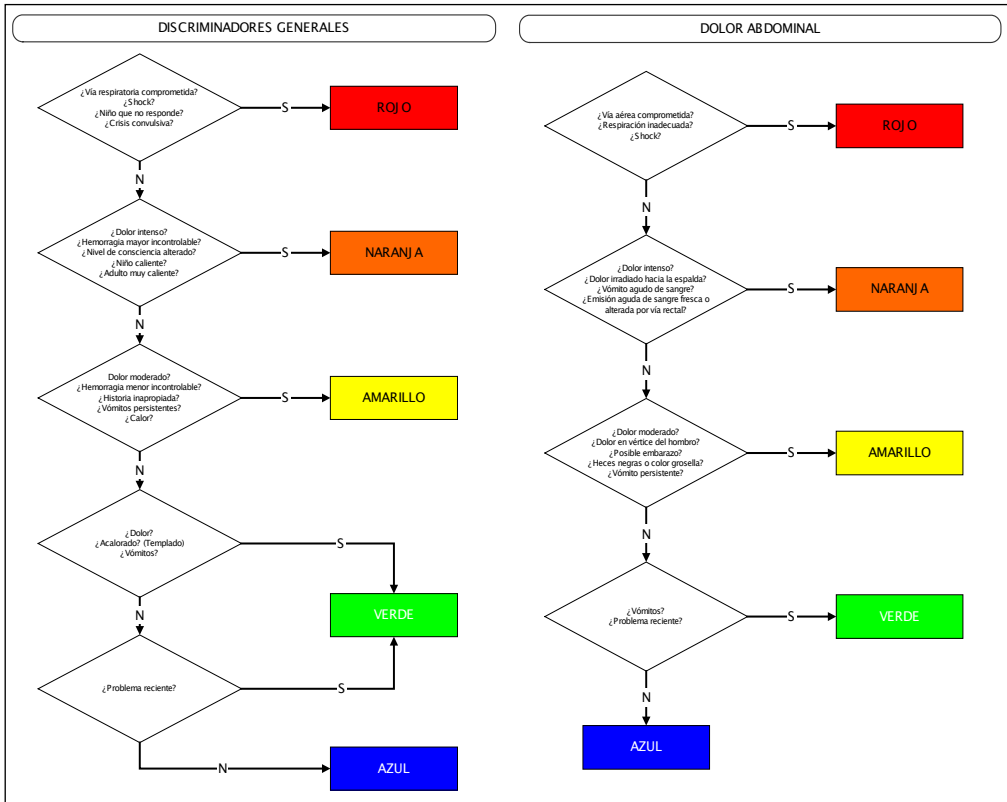 DISCRIMINADORES GENERALES
¿Vía respiratoria comprometida?
¿Shock?
¿Niño que no responde?
¿Crisis convulsiva?
S
ROJO
N
¿Dolor intenso?
¿Hemorragia mayor incontrolable?
¿Nivel de consciencia alterado?
¿Niño caliente?
¿Adulto muy caliente?
S
NARANJA
N
Dolor moderado?
¿Hemorragia menor incontrolable?
¿Historia inapropiada?
¿Vómitos persistentes?
¿Calor?
S
AMARILLO
N
¿Dolor?
¿Acalorado? (Templado)
¿Vómitos?
S
VERDE
N
¿Problema reciente?
S
N
AZUL
DOLOR ABDOMINAL
¿Vía aérea comprometida?
¿Respiración inadecuada?
¿Shock?
S
ROJO
N
¿Dolor intenso?
¿Dolor irradiado hacia la espalda?
¿Vómito agudo de sangre?
¿Emisión aguda de sangre fresca o
alterada por vía rectal?
S
NARANJA
N
¿Dolor moderado?
¿Dolor en vértice del hombro?
¿Posible embarazo?
¿Heces negras o color grosella?
¿Vómito persistente?
S
AMARILLO
N
¿Vómitos?
¿Problema reciente?
S
VERDE
N
AZUL